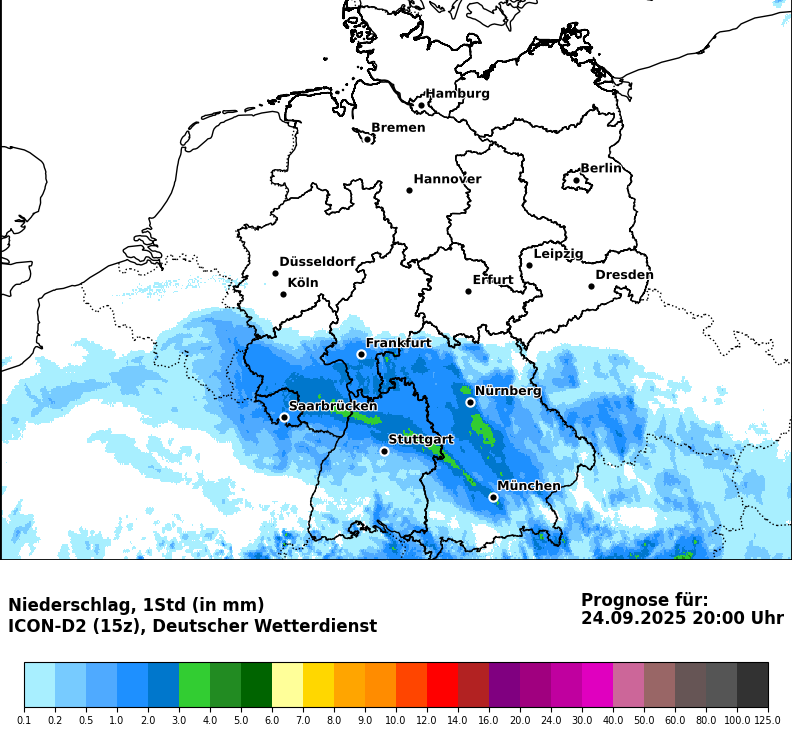 Hamburg
Bremen
Berlin
Hannover
Leipzig
Düsseldorf
Dresden
Köln
Erfurt
Frankfurt
Nürnberg
Saarbrücken
Stuttgart
München
Niederschlag, 1Std (in mm)
ICON-D2 (15z), Deutscher Wetterdienst
Prognose für:
24.09.2025 20:00 Uhr
0.1 0.2 0.5 1.0 2.0 3.0 4.0 5.0 6.0 7.0 8.0 9.0 10.0 12.0 14.0 16.0 20.0 24.0 30.0 40.0 50.0 60.0 80.0 100.0 125.0